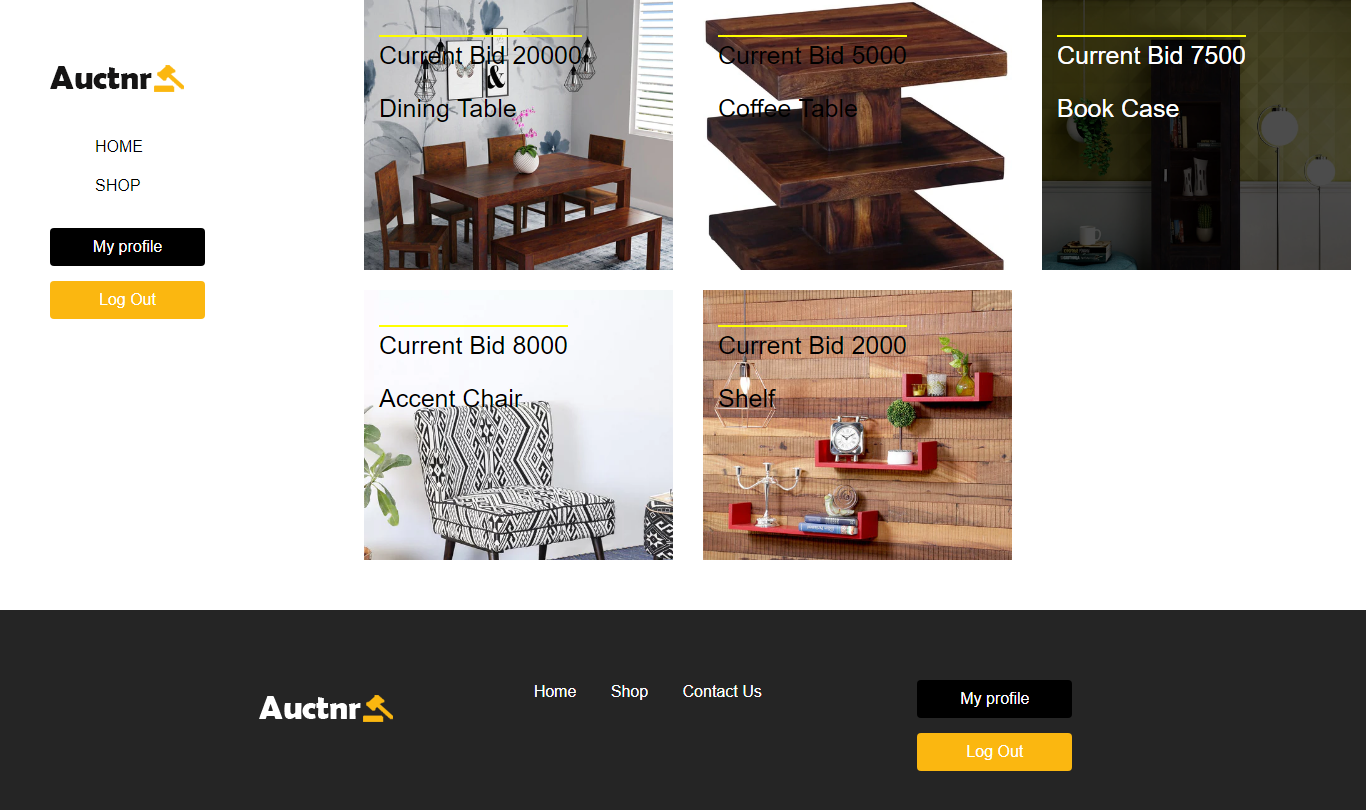 Auctnr
HOME
SHOP
My profile
Log Out
Current Bid 20000
Dining Table
&
Current Bid 5000
Coffee Table
Current Bid 7500
Book Case
Current Bid 8000
Accent Chair
Current Bid 2000
Shelf
Auctnr
Home Shop Contact Us
My profile
Log Out